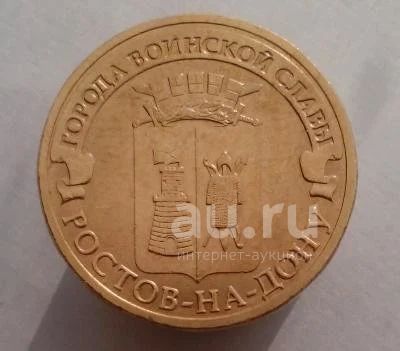 ГОРОДА ВОИНСКОЙ СЛАВЫ
au.ru
интернет-аукцион
РОСТОВ-НА-ДОНУ